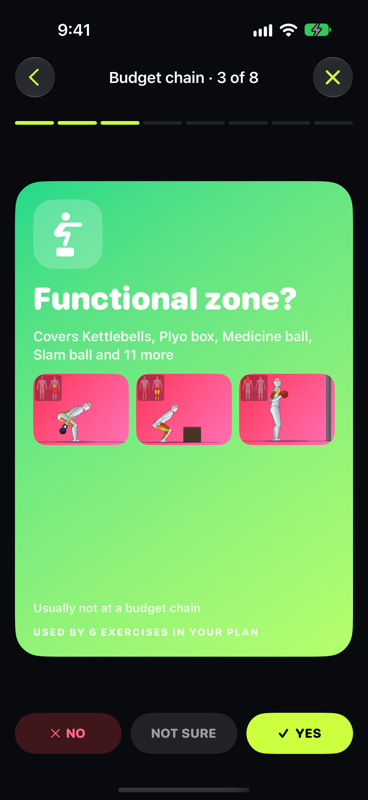 9:41
Budget chain · 3 of 8
Functional zone?
Covers Kettlebells, Plyo box, Medicine ball,
Slam ball and 11 more
Usually not at a budget chain
USED BY 6 EXERCISES IN YOUR PLAN
NO
NOT SURE
YES